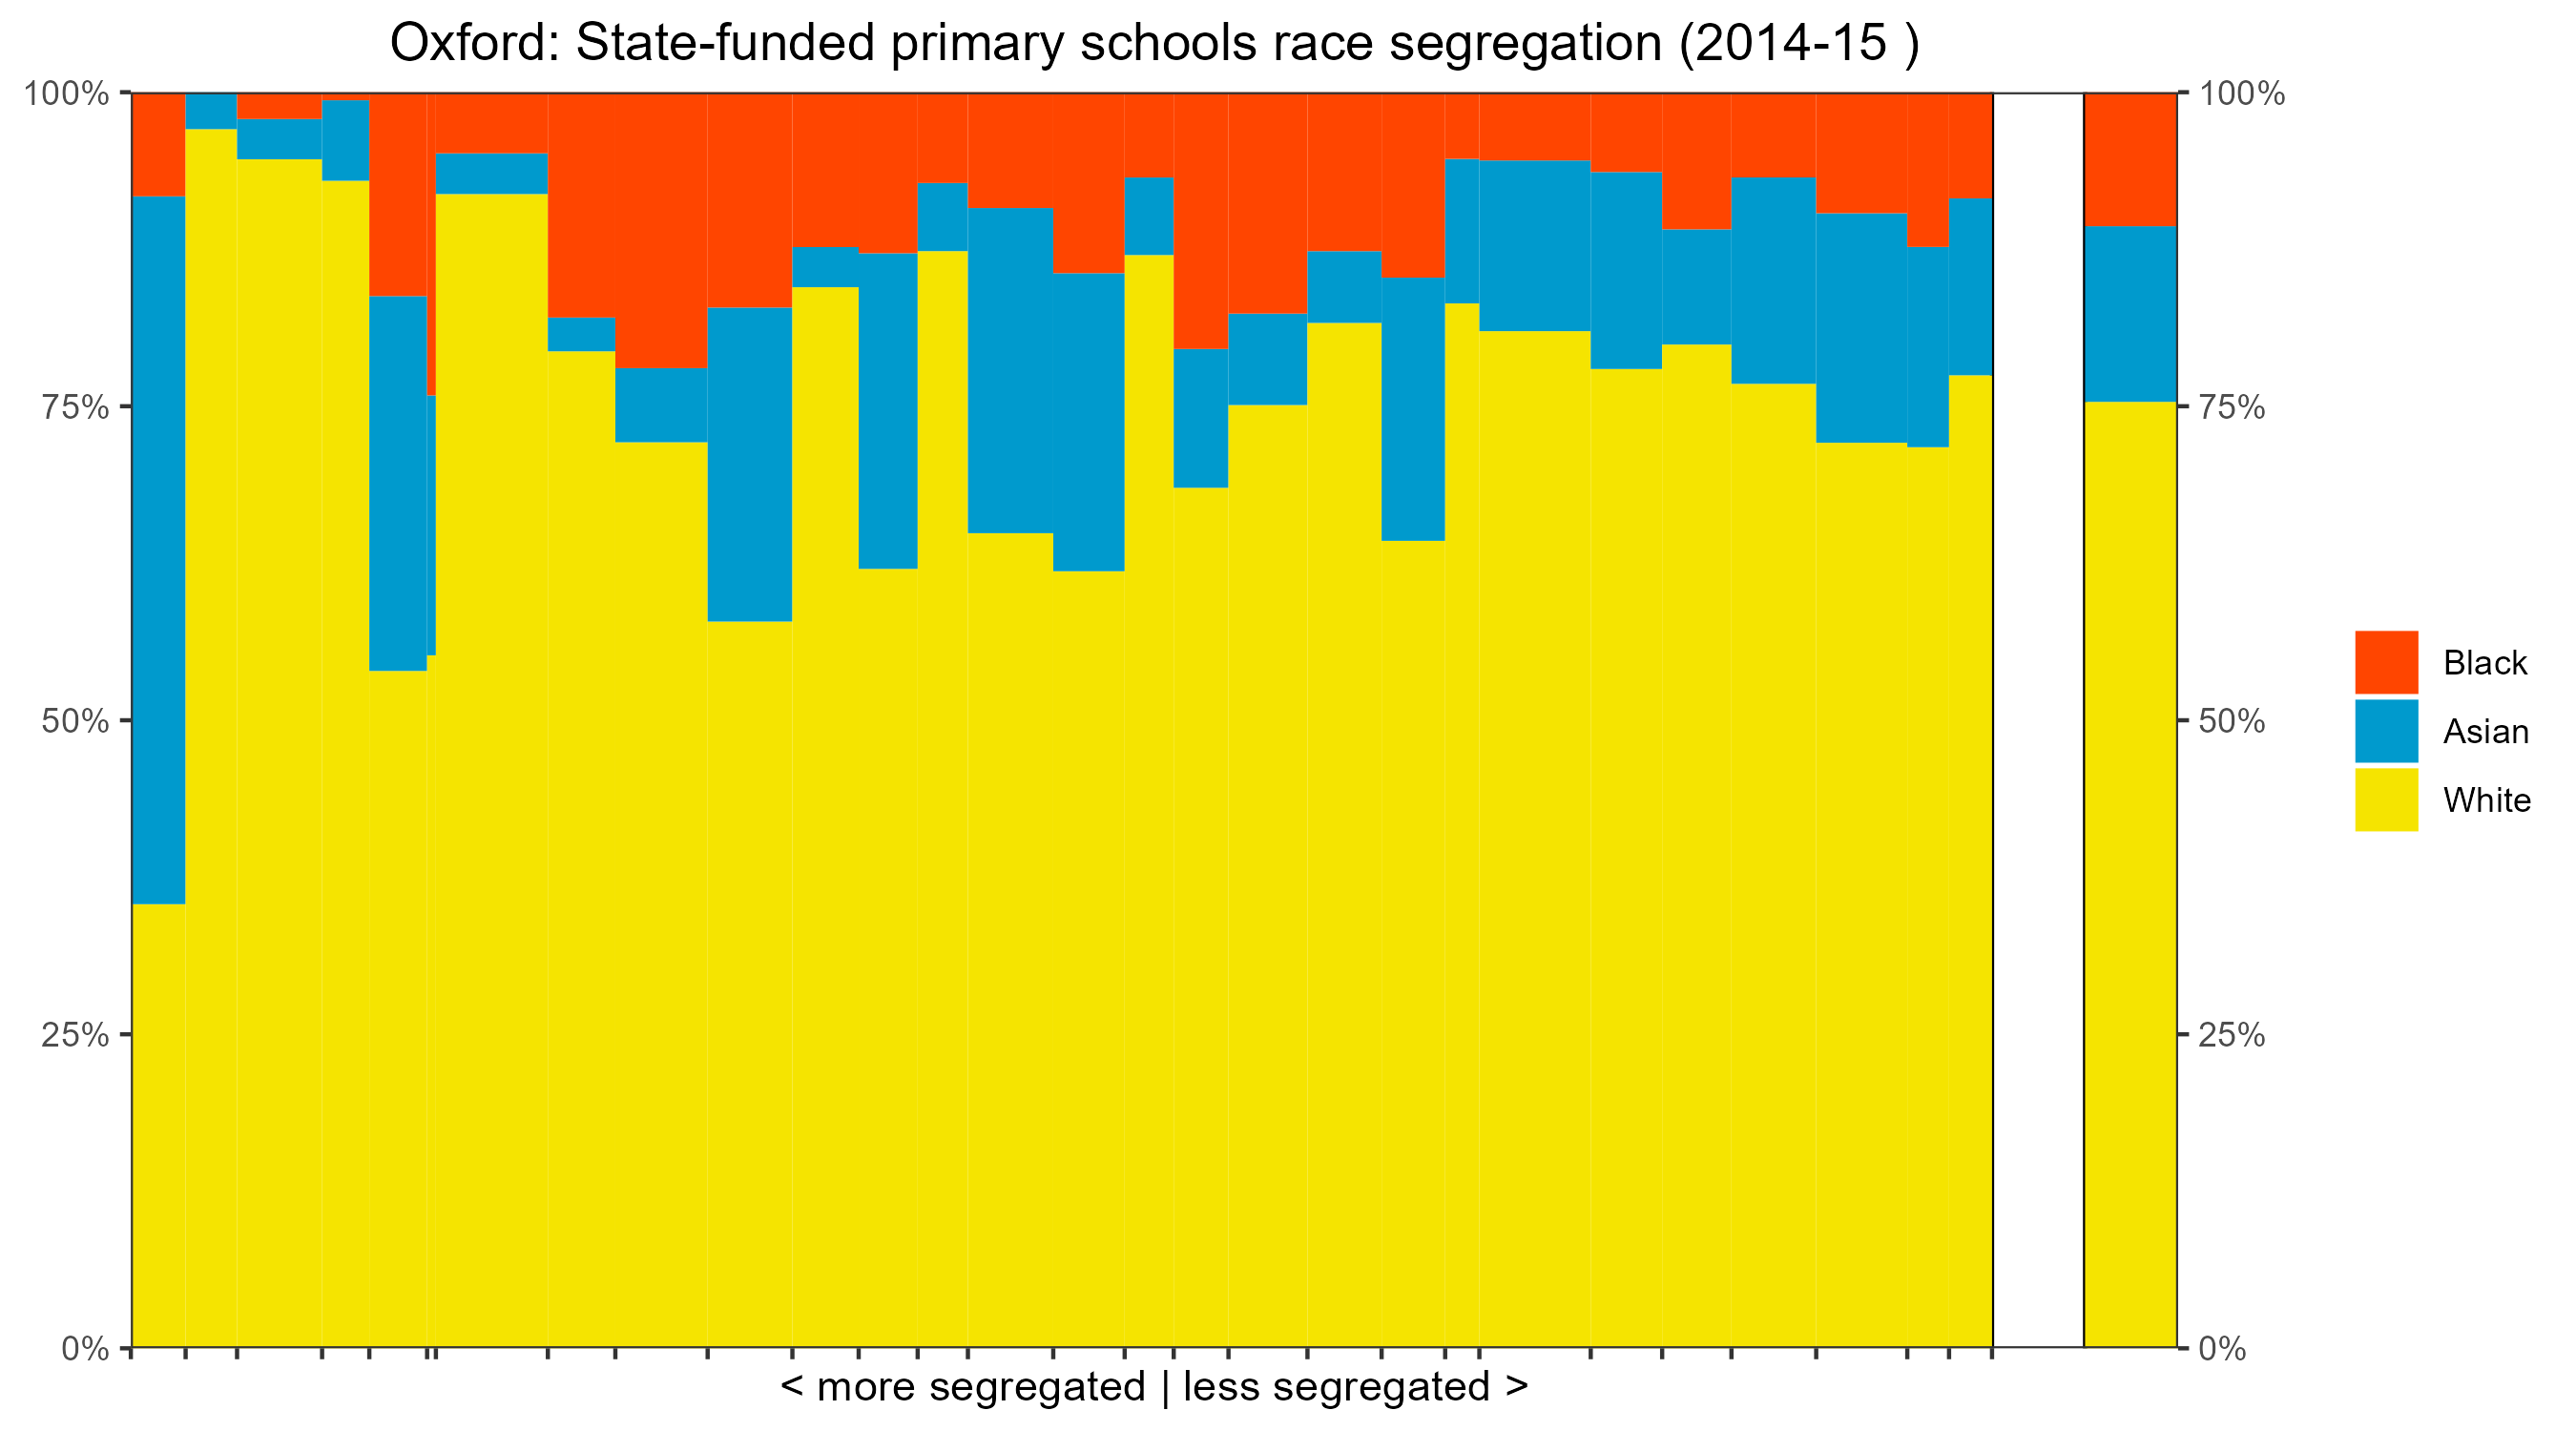 Oxford: State-funded primary schools race segregation (2014-15 )
100%
75%
50%
25%
0%
100%
75%
50%
25%
0%
Black
Asian
White
< more segregated | less segregated >